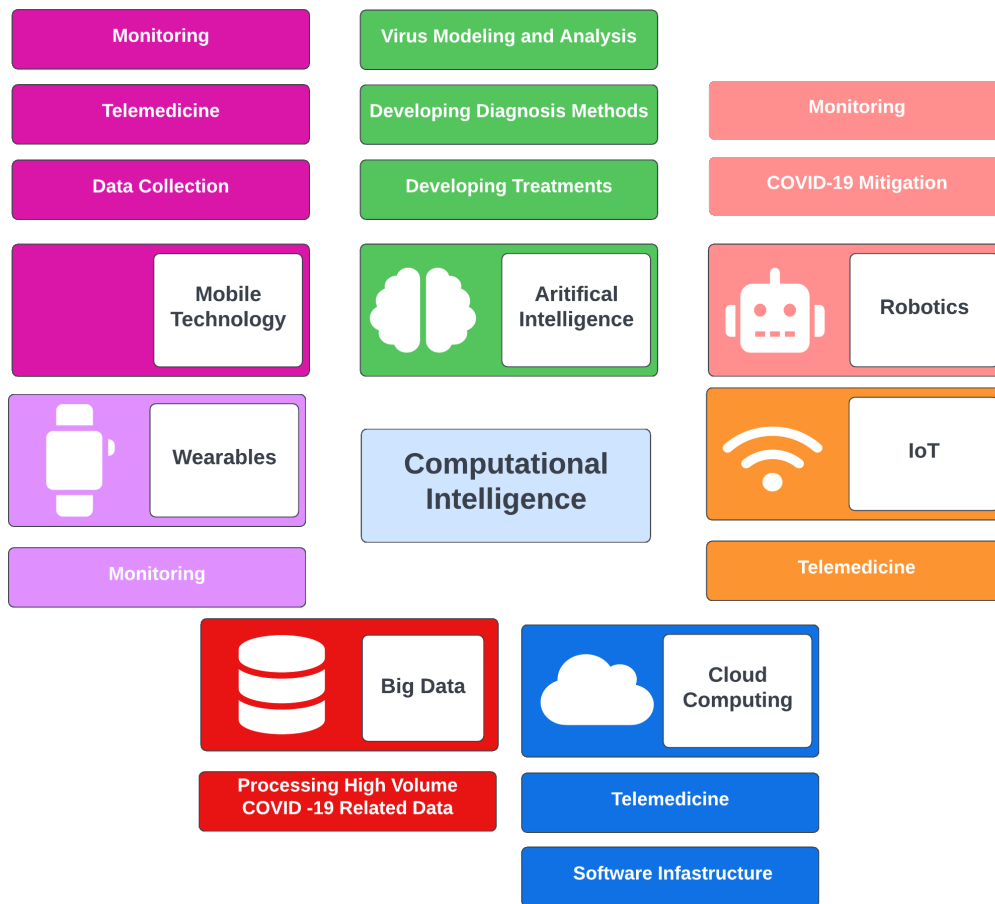 Monitoring
Virus Modeling and Analysis
Telemedicine
Developing Diagnosis Methods
Monitoring
Data Collection
Developing Treatments
COVID-19 Mitigation
Mobile
Technology
Aritifical
Intelligence
Robotics
Wearables
Computational
Intelligence
IoT
Monitoring
Telemedicine
Big Data
Cloud
Computing
Processing High Volume
COVID -19 Related Data
Telemedicine
Software Infastructure